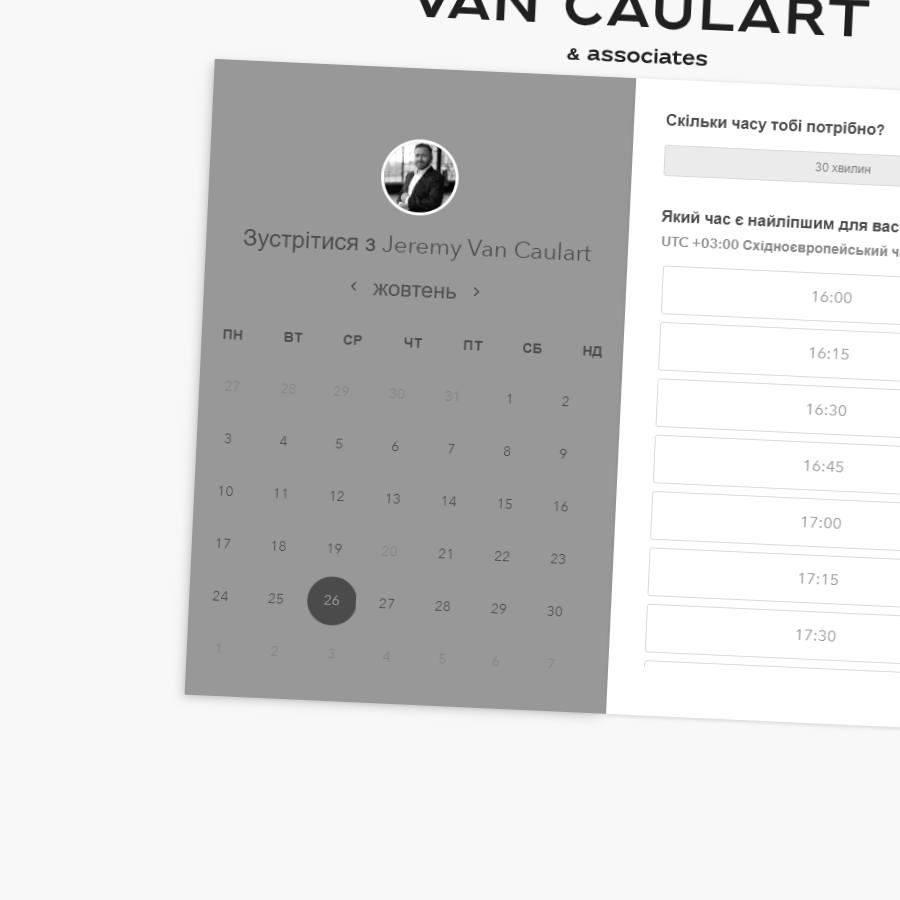 VAN CAULART
& associates
Зустрітися з Jeremy Van Caulart
‹ жовтень ›
ПН ВТ СР ЧТ ПТ СБ НД
27 28 29 30 31 1 2
3 4 5 6 7 8 9
10 11 12 13 14 15 16
17 18 19 20 21 22 23
24 25 26 27 28 29 30
1 2 3 4 5 6 7
Скільки часу тобі потрібно?
30 хвилин
Який час є найліпшим для вас
UTC +03:00 Східноєвропейський
16:00
16:15
16:30
16:45
17:00
17:15
17:30